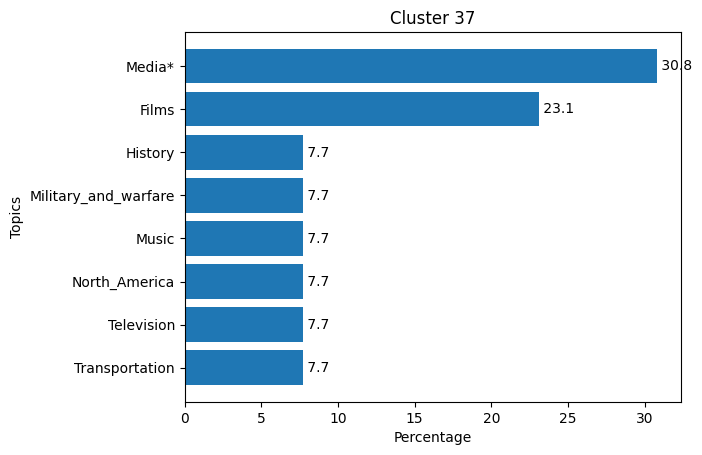 Cluster 37
Topics
Media* 30.8
Films 23.1
History 7.7
Military_and_warfare 7.7
Music 7.7
North_America 7.7
Television 7.7
Transportation 7.7
0 5 10 15 20 25 30
Percentage